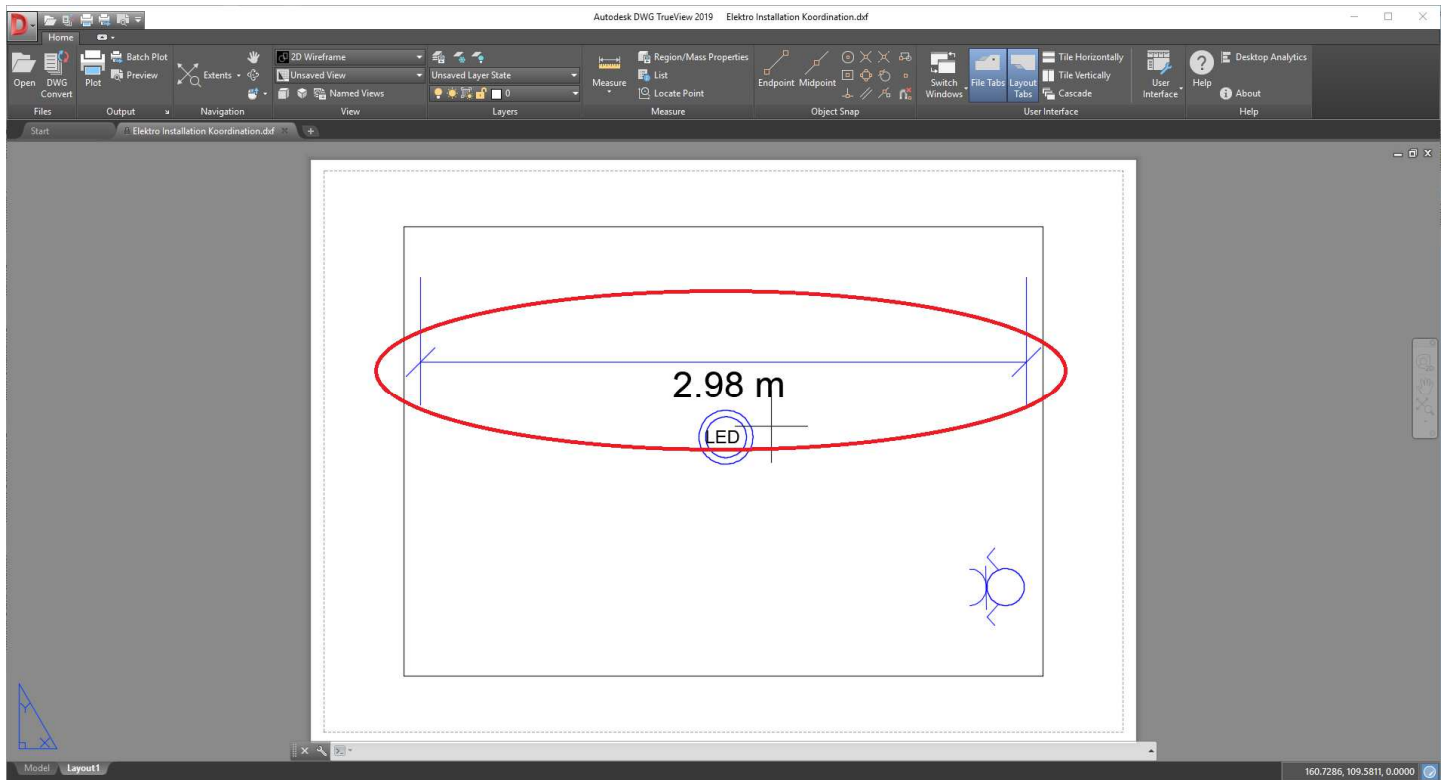 Autodesk DWG TrueView 2019 Elektro Installation Koordination.dxf
Home
Open
DWG
Convert
Files
Plot
Batch Plot
Preview
Output
Extents
Navigation
2D Wireframe
Unsaved View
Named Views
View
Unsaved Layer State
0
Layers
Measure
Region/Mass Properties
List
Locate Point
Measure
Endpoint Midpoint
Object Snap
Switch
Windows
File Tabs
Layout
Tabs
Tile Horizontally
Tile Vertically
Cascade
User
Interface
User Interface
Help
Desktop Analytics
About
Help
Start
Elektro Installation Koordination.dxf
2.98 m
LED
Y
X
Model
Layout1
160.7286, 109.5811, 0.0000